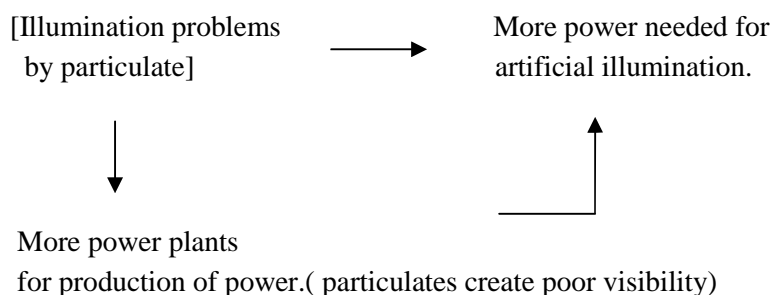 [Illumination problems
by particulate]
More power needed for
artificial illumination.
More power plants
for production of power.( particulates create poor visibility)